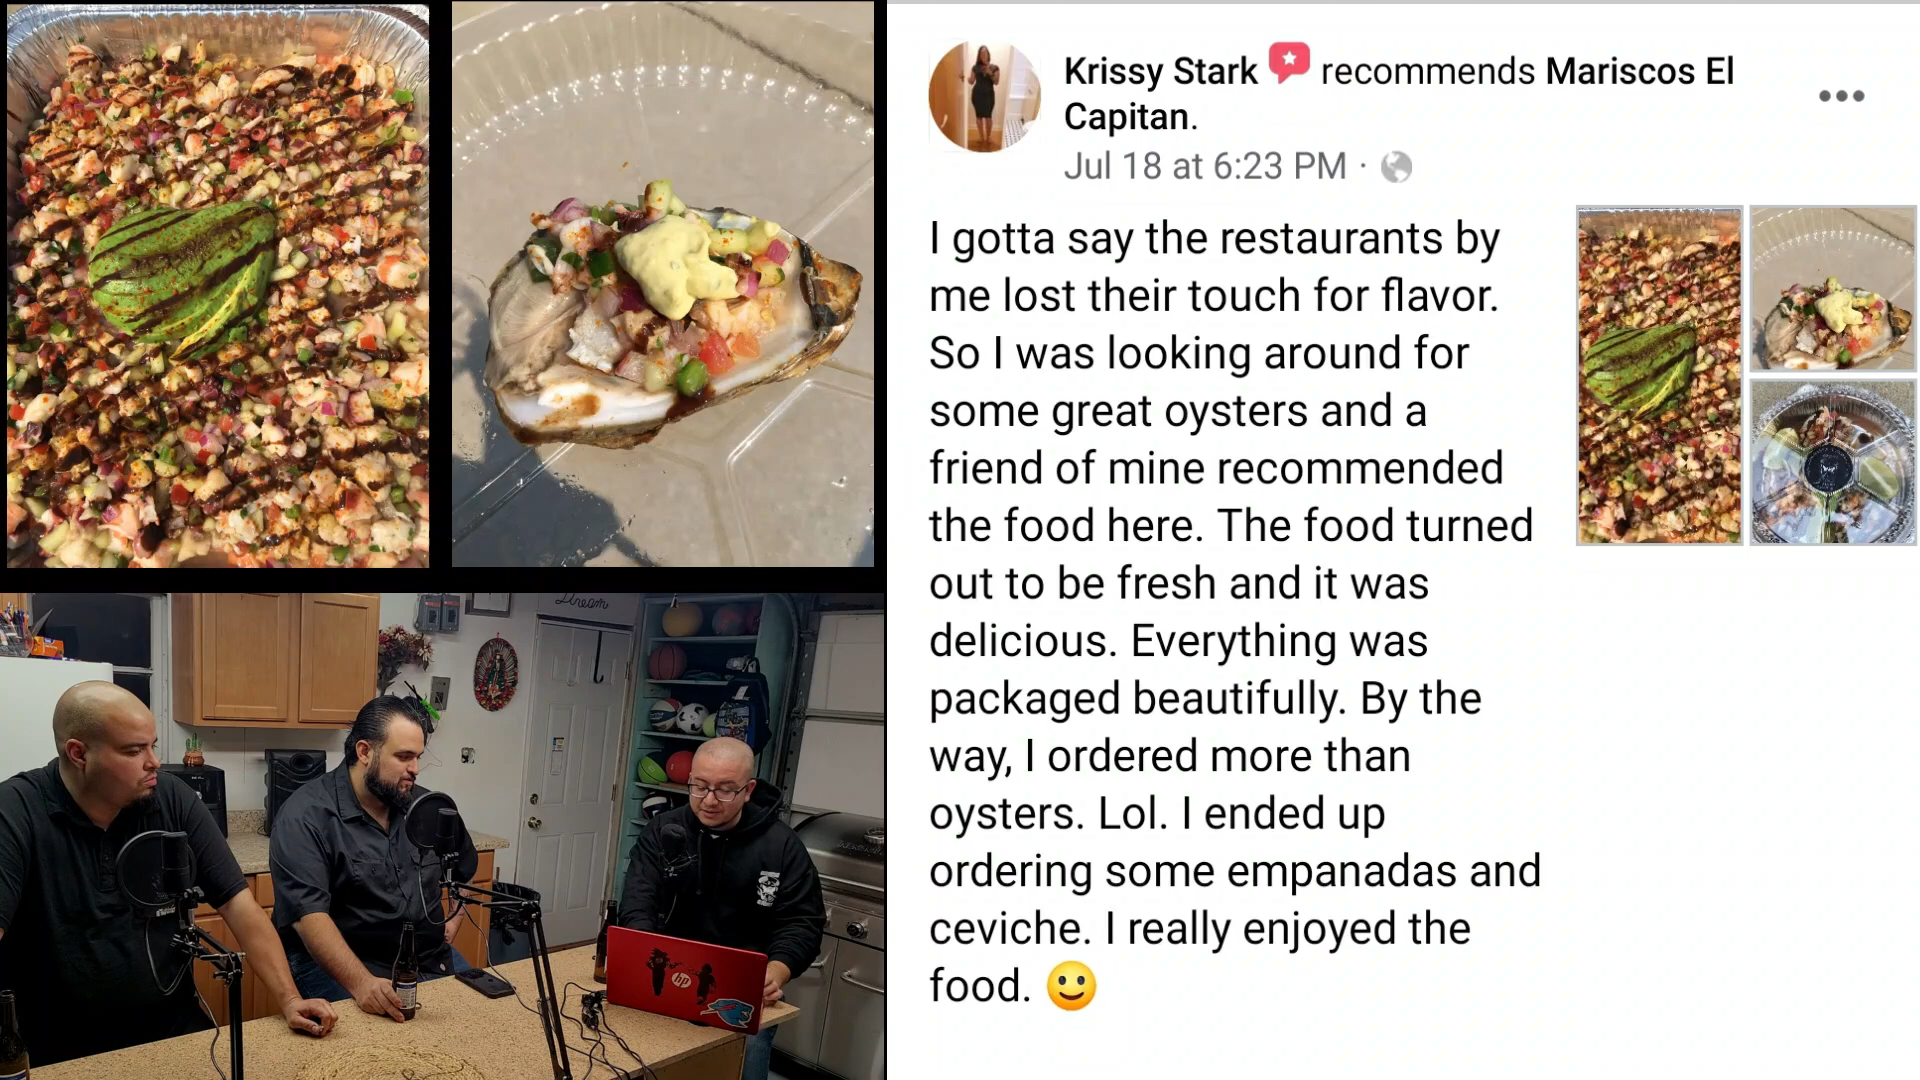 Krissy Stark recommends Mariscos El
Capitan.
Jul 18 at 6:23 PM ·
I gotta say the restaurants by
me lost their touch for flavor.
So I was looking around for
some great oysters and a
friend of mine recommended
the food here. The food turned
out to be fresh and it was
delicious. Everything was
packaged beautifully. By the
way, I ordered more than
oysters. Lol. I ended up
ordering some empanadas and
ceviche. I really enjoyed the
food. 🙂
Dream
hp